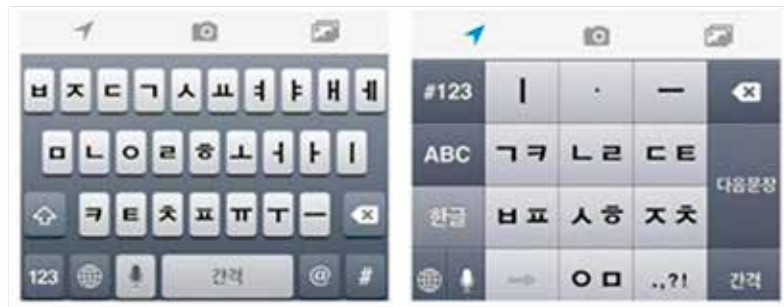 ㅂ ㅈ ㄷ ㄱ ㅅ ㅛ ㅕ ㅑ ㅐ ㅔ
ㅁ ㄴ ㅇ ㄹ ㅎ ㅗ ㅓ ㅏ ㅣ
ㅋ ㅌ ㅊ ㅍ ㅠ ㅜ ㅡ
123 간격 @ #
#123 ㅣ · ㅡ
ABC ㄱㅋ ㄴㄹ ㄷㅌ
다음문장
한글 ㅂㅍ ㅅㅎ ㅈㅊ
ㅇㅁ .,?! 간격